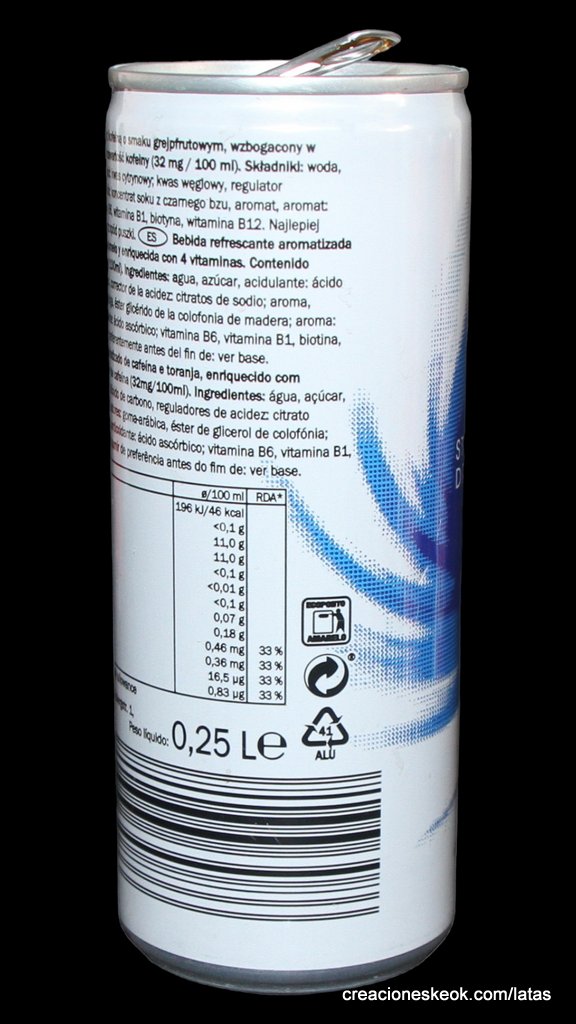 o smaku grejpfrutowym, wzbogacony w
kofeiny (32 mg / 100 ml). Składniki: woda,
cytrynowy; kwas węglowy, regulator
koncentrat soku z czarnego bzu, aromat, aromat:
witamina B1, biotyna, witamina B12. Najlepiej
puszki. ES Bebida refrescante aromatizada
y enriquecida con 4 vitaminas. Contenido
Ingredientes: agua, azúcar, acidulante: ácido
corrector de la acidez: citratos de sodio; aroma,
éster glicérido de la colofonia de madera; aroma:
ácido ascórbico; vitamina B6, vitamina B1, biotina,
antes del fin de: ver base.
de cafeína e toranja, enriquecido com
cafeína (32mg/100ml). Ingredientes: água, açúcar,
de carbono, reguladores de acidez: citrato
goma-arábica, éster de glicerol de colofónia;
ácido ascórbico; vitamina B6, vitamina B1,
de preferência antes do fim de: ver base.
ø/100 ml RDA*
196 kJ/46 kcal
<0,1 g
11,0 g
11,0 g
<0,1 g
<0,01 g
<0,1 g
0,07 g
0,18 g
0,46 mg 33 %
0,36 mg 33 %
16,5 µg 33 %
0,83 µg 33 %
Peso líquido: 0,25 L e
ECOPONTO
AMARELO
®
41
ALU
S
D
creacioneskeok.com/latas